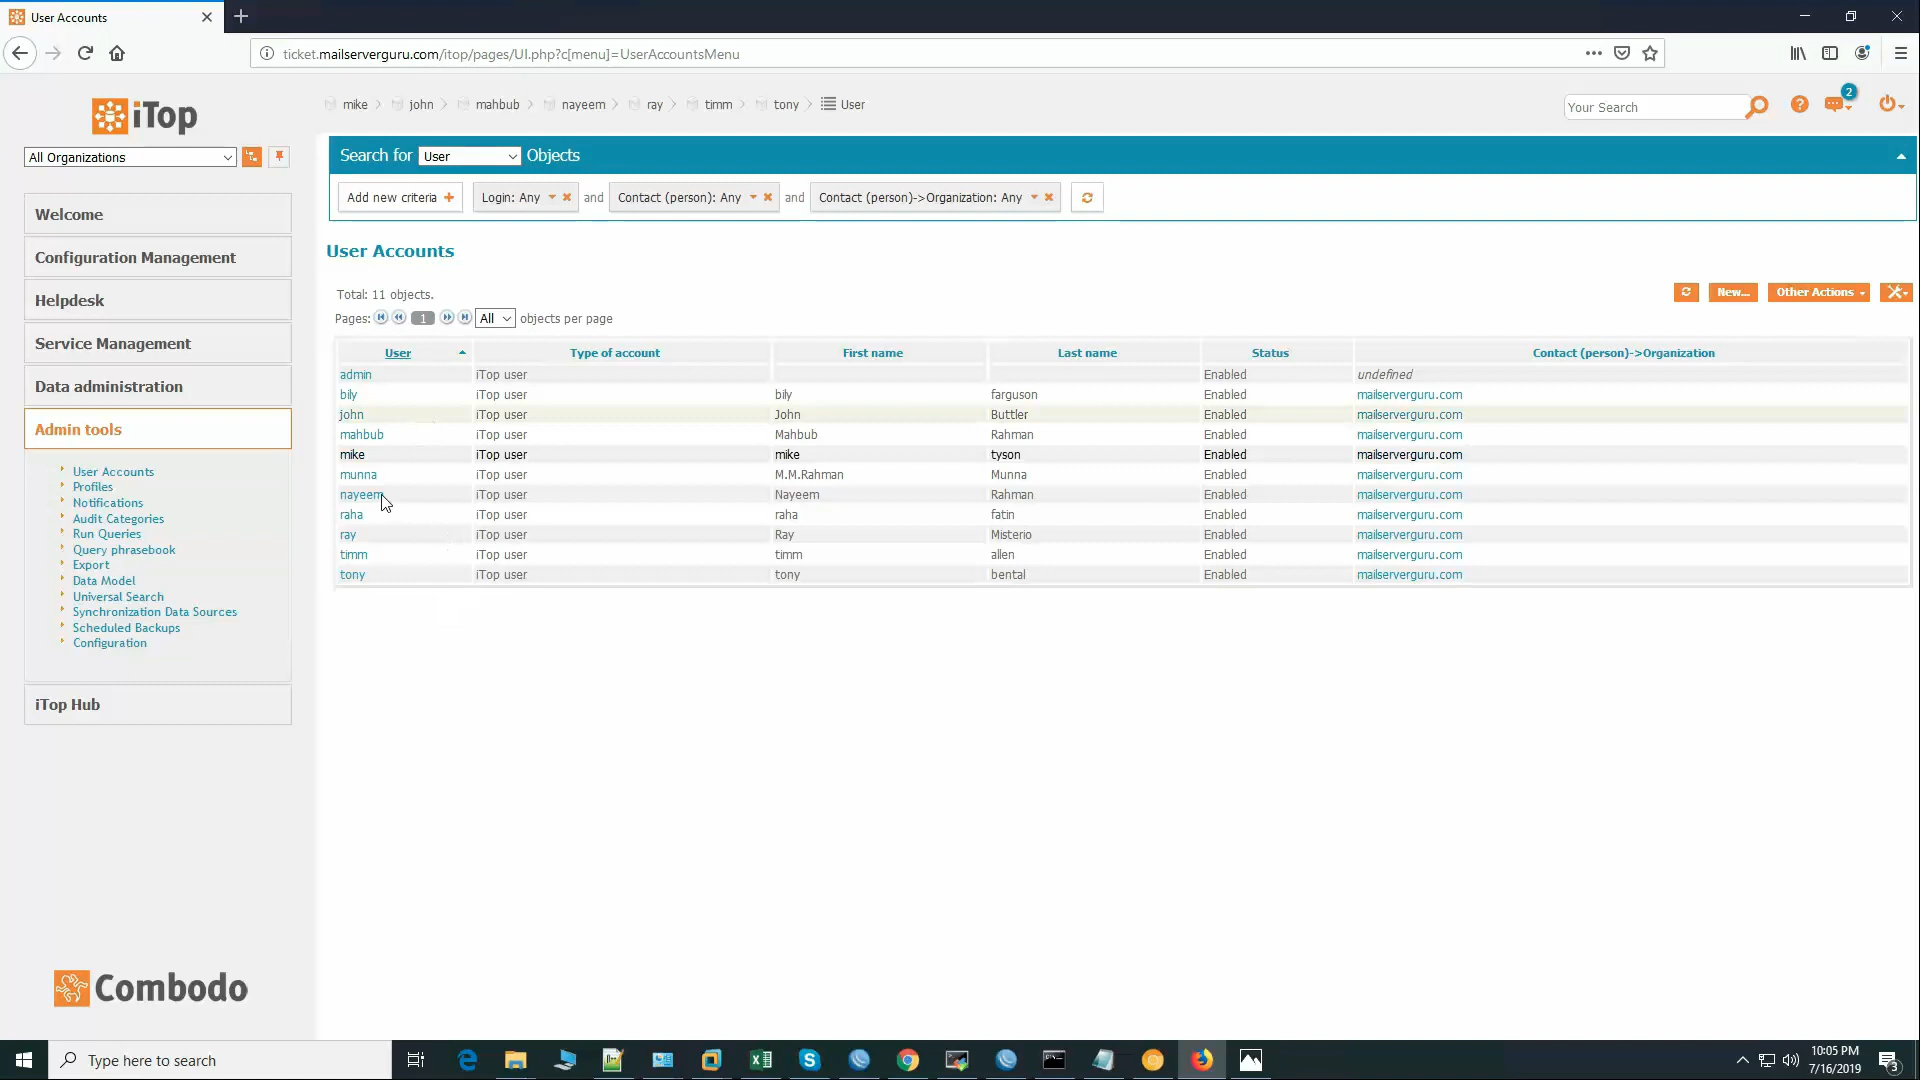 User Accounts
ticket.mailserverguru.com/itop/pages/UI.php?c[menu]=UserAccountsMenu
iTop
mike john mahbub nayeem ray timm tony User
Your Search
2
All Organizations
Search for User Objects
Add new criteria Login: Any and Contact (person): Any and Contact (person)->Organization: Any
Welcome
Configuration Management
Helpdesk
Service Management
Data administration
Admin tools
User Accounts
Profiles
Notifications
Audit Categories
Run Queries
Query phrasebook
Export
Data Model
Universal Search
Synchronization Data Sources
Scheduled Backups
Configuration
iTop Hub
Combodo
User Accounts
Total: 11 objects.
New... Other Actions
Pages: 1 All objects per page
User Type of account First name Last name Status Contact (person)->Organization
admin iTop user Enabled undefined
bily iTop user bily farguson Enabled mailserverguru.com
john iTop user John Buttler Enabled mailserverguru.com
mahbub iTop user Mahbub Rahman Enabled mailserverguru.com
mike iTop user mike tyson Enabled mailserverguru.com
munna iTop user M.M.Rahman Munna Enabled mailserverguru.com
nayeem iTop user Nayeem Rahman Enabled mailserverguru.com
raha iTop user raha fatin Enabled mailserverguru.com
ray iTop user Ray Misterio Enabled mailserverguru.com
timm iTop user timm allen Enabled mailserverguru.com
tony iTop user tony bental Enabled mailserverguru.com
Type here to search
10:05 PM
7/16/2019
3